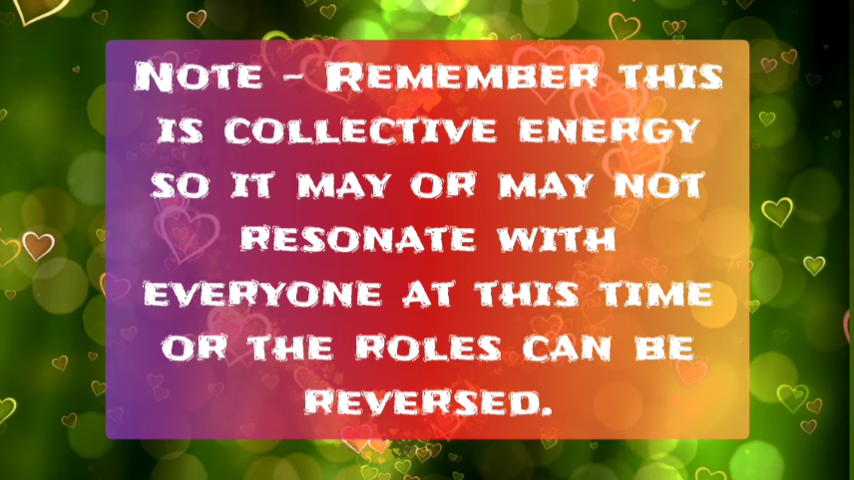 Note - Remember this
is collective energy
so it may or may not
resonate with
everyone at this time
or the roles can be
reversed.